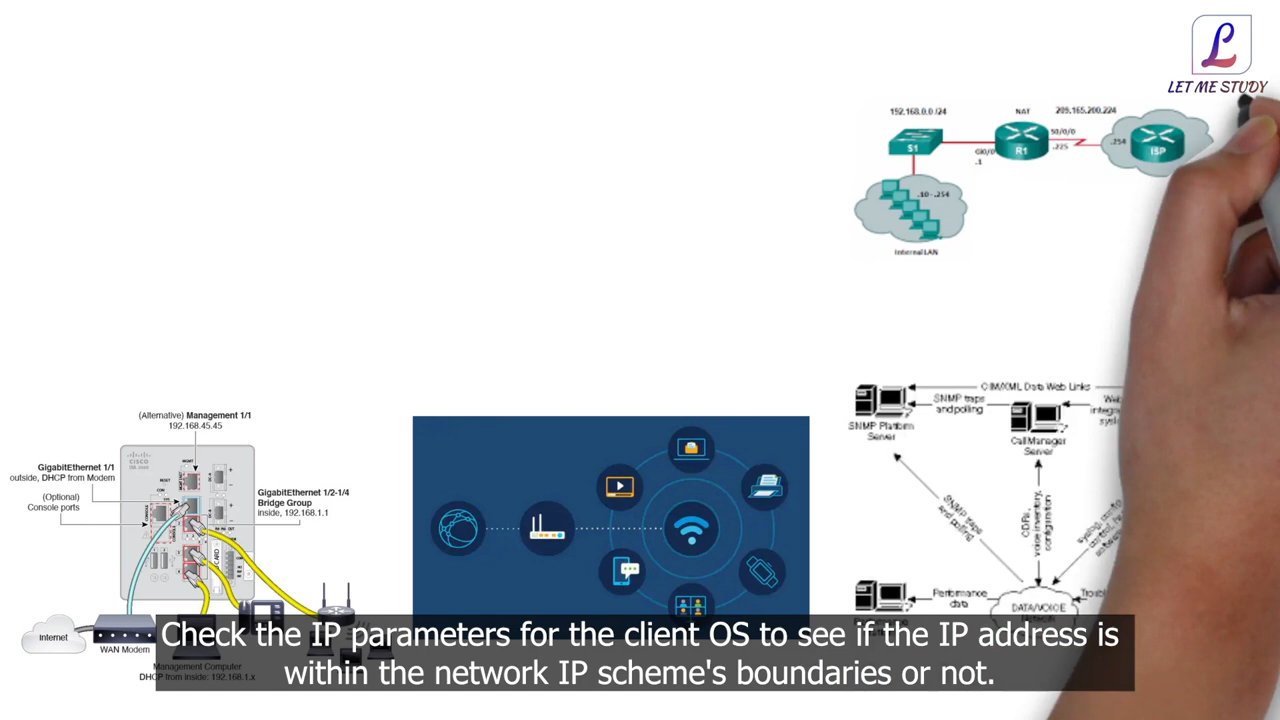 LET ME STUDY
192.168.0.0 /24
NAT
209.165.200.224
S1
R1
S0/0/0
.225
.254
ISP
.1
.10 - .254
Internal LAN
(Alternative) Management 1/1
192.168.45.45
GigabitEthernet 1/1
outside, DHCP from Modem
(Optional)
Console ports
CISCO
GigabitEthernet 1/2-1/4
Bridge Group
inside, 192.168.1.1
Internet
WAN Modem
Management Computer
DHCP from inside: 192.168.1.x
CIM/XML Data Web Links
SNMP traps
and polling
SNMP Platform
Server
CallManager
Server
SNMP traps
and polling
CDPs,
voice inventory,
configuration
Performance
data
DATA/VOICE
Check the IP parameters for the client OS to see if the IP address is
within the network IP scheme's boundaries or not.